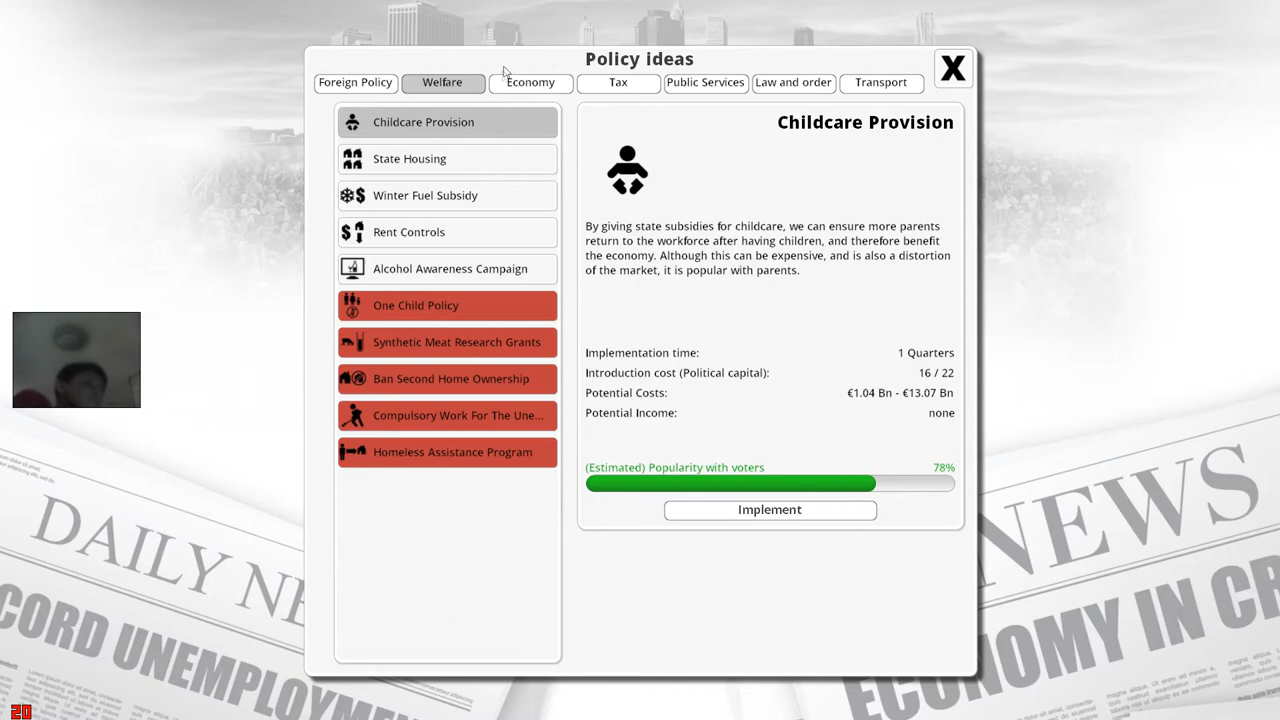 Policy ideas
X
Foreign Policy
Welfare
Economy
Tax
Public Services
Law and order
Transport
Childcare Provision
State Housing
Winter Fuel Subsidy
Rent Controls
Alcohol Awareness Campaign
One Child Policy
Synthetic Meat Research Grants
Ban Second Home Ownership
Compulsory Work For The Une...
Homeless Assistance Program
Childcare Provision
By giving state subsidies for childcare, we can ensure more parents
return to the workforce after having children, and therefore benefit
the economy. Although this can be expensive, and is also a distortion
of the market, it is popular with parents.
Implementation time: 1 Quarters
Introduction cost (Political capital): 16 / 22
Potential Costs: €1.04 Bn - €13.07 Bn
Potential Income: none
(Estimated) Popularity with voters 78%
Implement
DAILY NE
CORD UNEMPLOYM
NEWS
ECONOMY IN CR
20